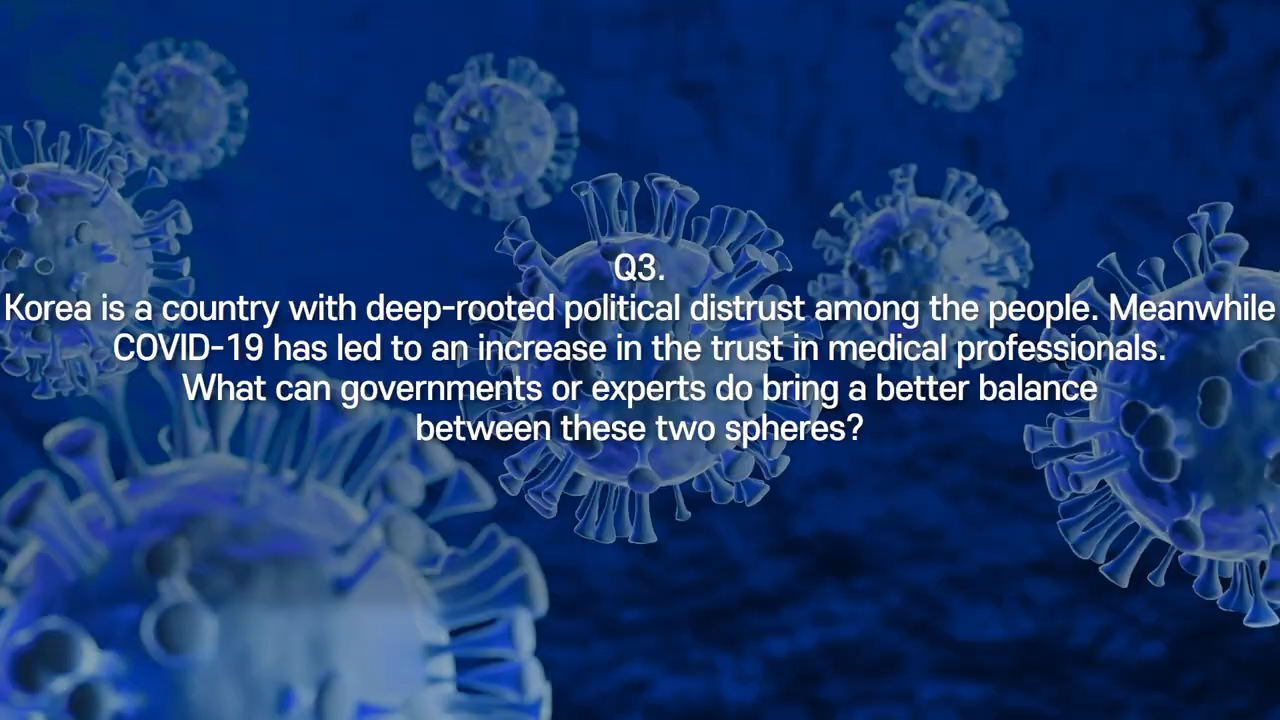 Q3.
Korea is a country with deep-rooted political distrust among the people. Meanwhile
COVID-19 has led to an increase in the trust in medical professionals.
What can governments or experts do bring a better balance
between these two spheres?